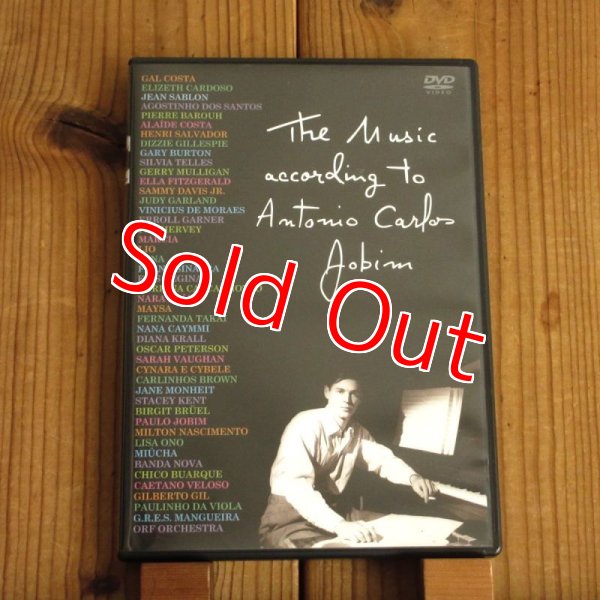 DVD
VIDEO
The Music
according to
Antonio Carlos
Jobim
GAL COSTA
ELIZETH CARDOSO
JEAN SABLON
AGOSTINHO DOS SANTOS
PIERRE BAROUH
ALAÍDE COSTA
HENRI SALVADOR
DIZZIE GILLESPIE
GARY BURTON
SILVIA TELLES
GERRY MULLIGAN
ELLA FITZGERALD
SAMMY DAVIS JR.
JUDY GARLAND
VINICIUS DE MORAES
ERROLL GARNER
MAYSA
FERNANDA TAKAI
NANA CAYMMI
DIANA KRALL
OSCAR PETERSON
SARAH VAUGHAN
CYNARA E CYBELE
CARLINHOS BROWN
JANE MONHEIT
STACEY KENT
BIRGIT BRÜEL
PAULO JOBIM
MILTON NASCIMENTO
LISA ONO
MIÚCHA
BANDA NOVA
CHICO BUARQUE
CAETANO VELOSO
GILBERTO GIL
PAULINHO DA VIOLA
G.R.E.S. MANGUEIRA
ORF ORCHESTRA
Sold Out